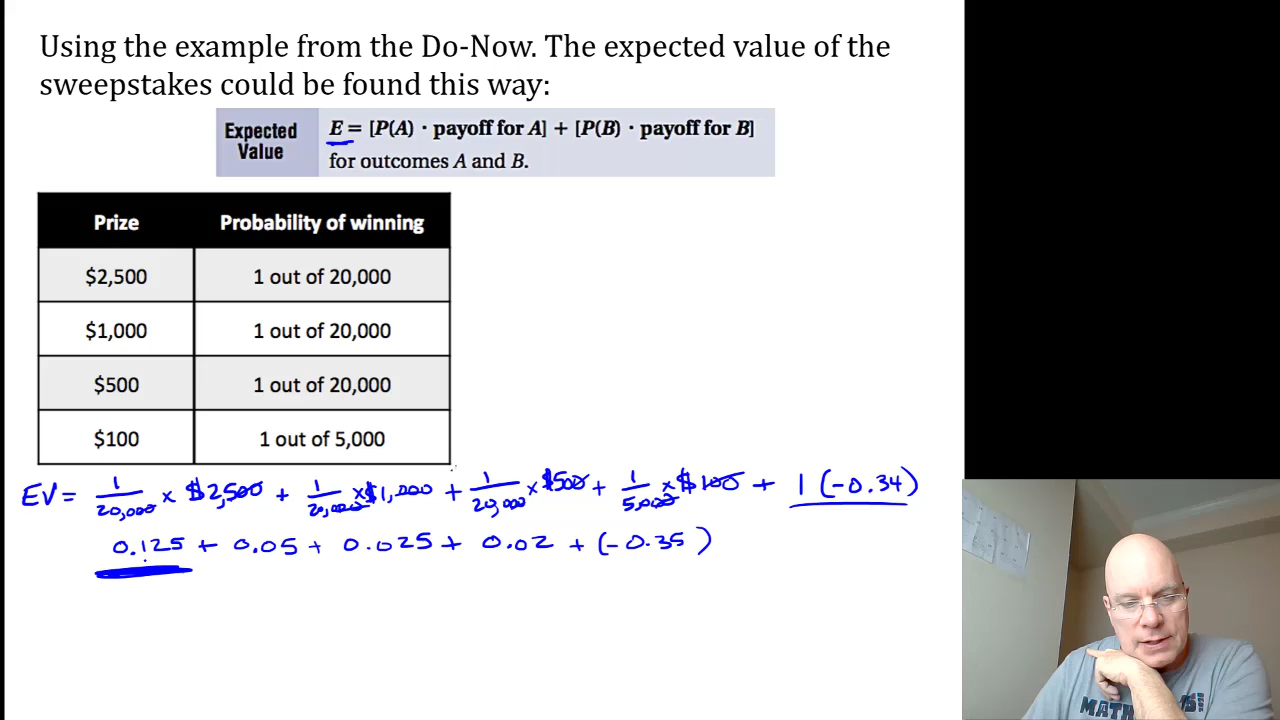 Using the example from the Do-Now. The expected value of the
sweepstakes could be found this way:
Expected Value
E = [P(A) · payoff for A] + [P(B) · payoff for B]
for outcomes A and B.
Prize Probability of winning
$2,500 1 out of 20,000
$1,000 1 out of 20,000
$500 1 out of 20,000
$100 1 out of 5,000
EV = 1/20,000 × $2,500 + 1/20,000 × $1,000 + 1/20,000 × $500 + 1/5,000 × $100 + 1 (-0.34)
0.125 + 0.05 + 0.025 + 0.02 + (-0.35)
MATH